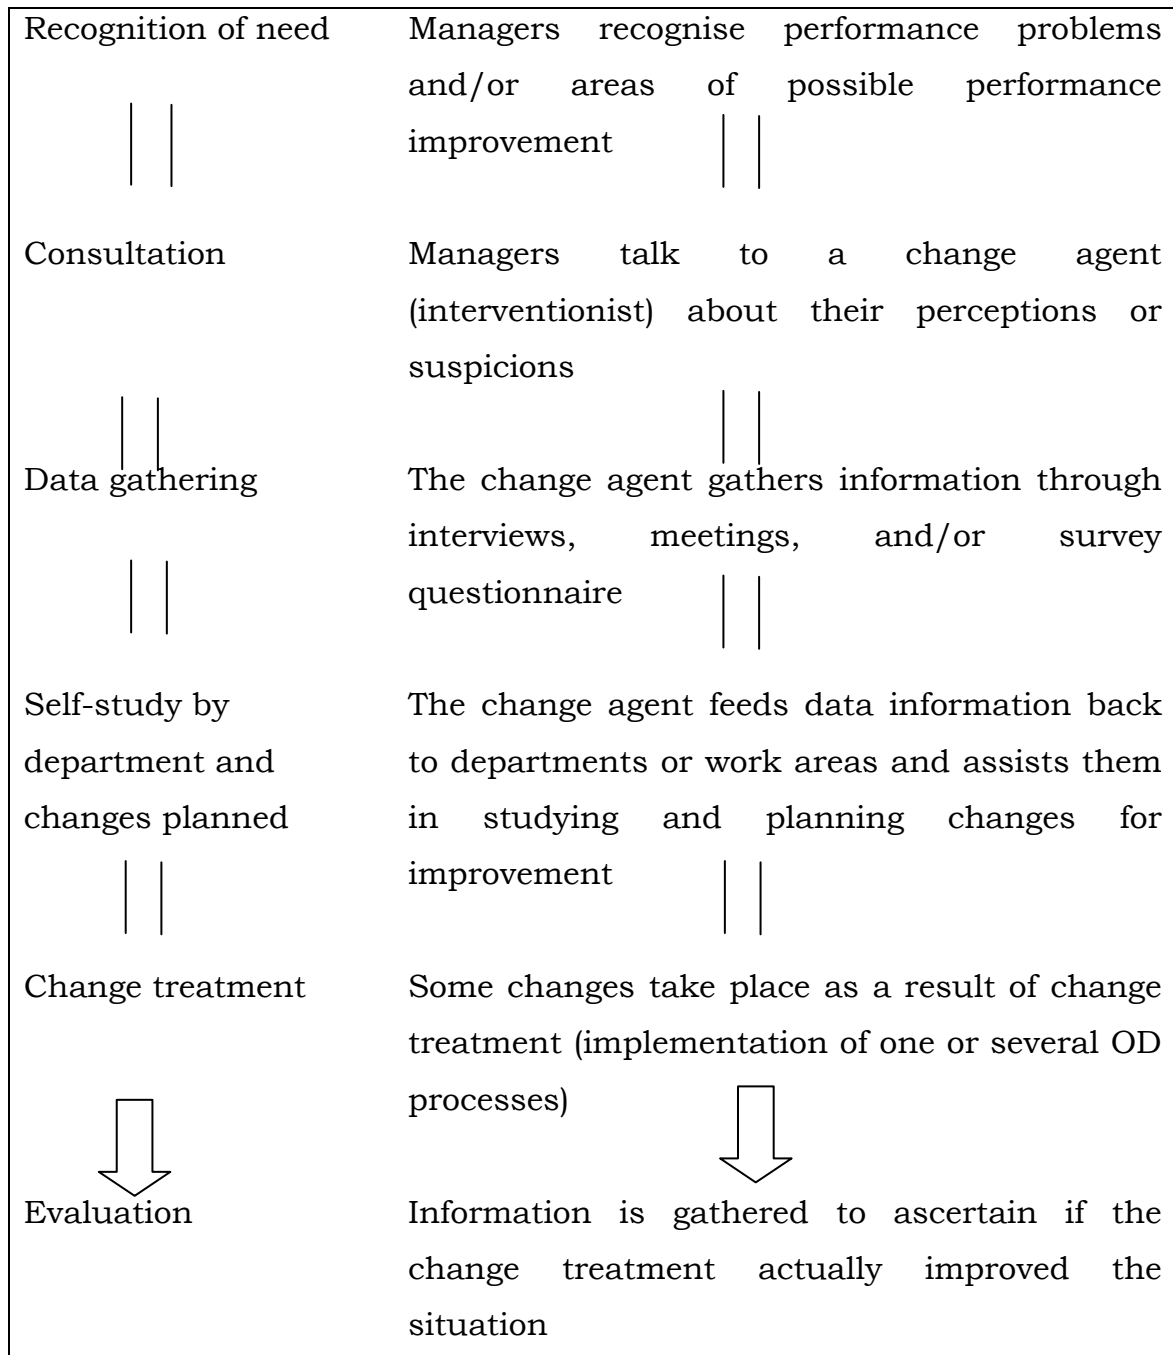 Recognition of need
Managers recognise performance problems
and/or areas of possible performance
improvement
Consultation
Managers talk to a change agent
(interventionist) about their perceptions or
suspicions
Data gathering
The change agent gathers information through
interviews, meetings, and/or survey
questionnaire
Self-study by
department and
changes planned
The change agent feeds data information back
to departments or work areas and assists them
in studying and planning changes for
improvement
Change treatment
Some changes take place as a result of change
treatment (implementation of one or several OD
processes)
Evaluation
Information is gathered to ascertain if the
change treatment actually improved the
situation